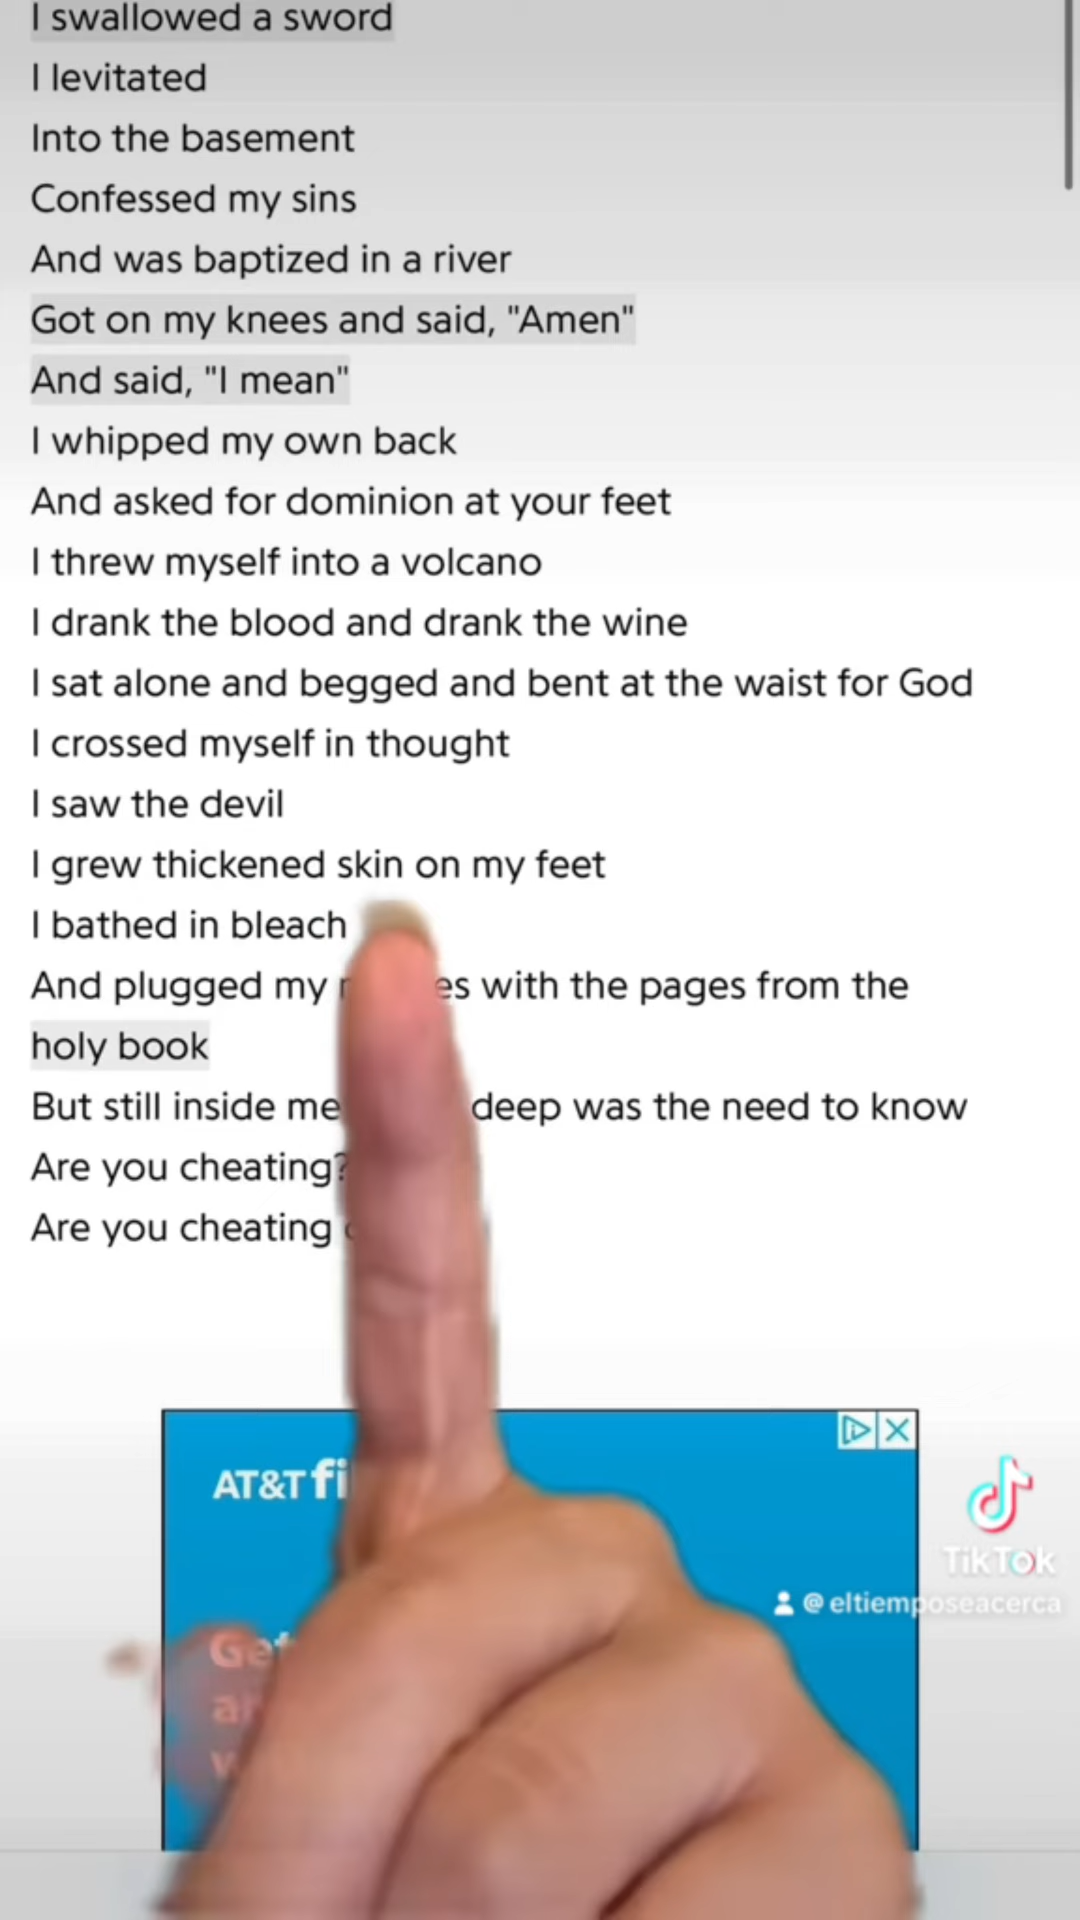 I swallowed a sword
I levitated
Into the basement
Confessed my sins
And was baptized in a river
Got on my knees and said, "Amen"
And said, "I mean"
I whipped my own back
And asked for dominion at your feet
I threw myself into a volcano
I drank the blood and drank the wine
I sat alone and begged and bent at the waist for God
I crossed myself in thought
I saw the devil
I grew thickened skin on my feet
I bathed in bleach
And plugged my with the pages from the
holy book
But still inside me deep was the need to know
Are you cheating?
Are you cheating
AT&T fi
Get
TikTok
@eltiemposeacerca